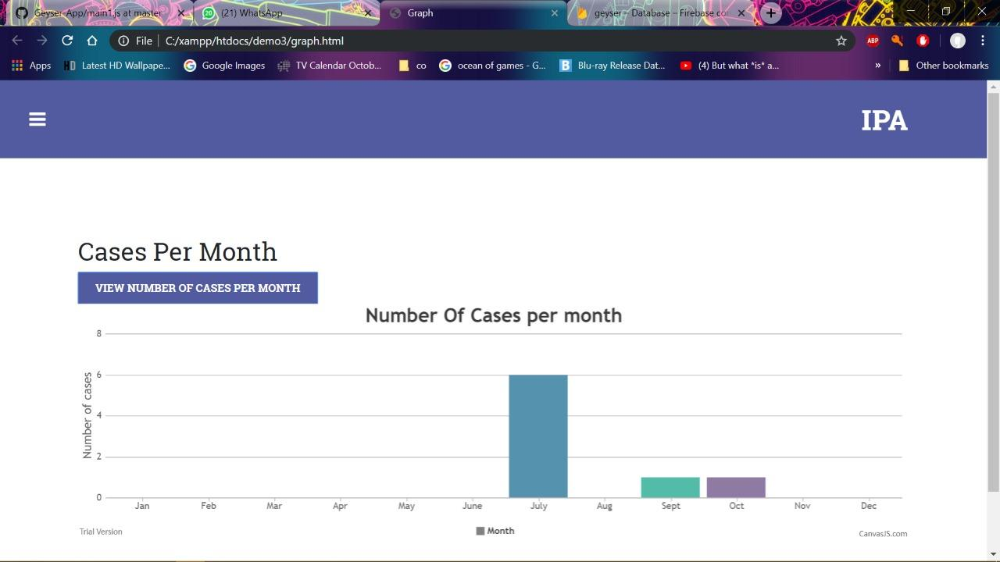 Geyser-App/main1.js at master
20 (21) WhatsApp
Graph
geyser – Database – Firebase con
File | C:/xampp/htdocs/demo3/graph.html
ABP
Apps
HD Latest HD Wallpape...
Google Images
TV Calendar Octob...
co
G ocean of games - G...
B Blu-ray Release Dat...
(4) But what *is* a...
»
Other bookmarks
IPA
Cases Per Month
VIEW NUMBER OF CASES PER MONTH
Number Of Cases per month
Number of cases
8
6
4
2
0
Jan Feb Mar Apr May June July Aug Sept Oct Nov Dec
Month
Trial Version
CanvasJS.com